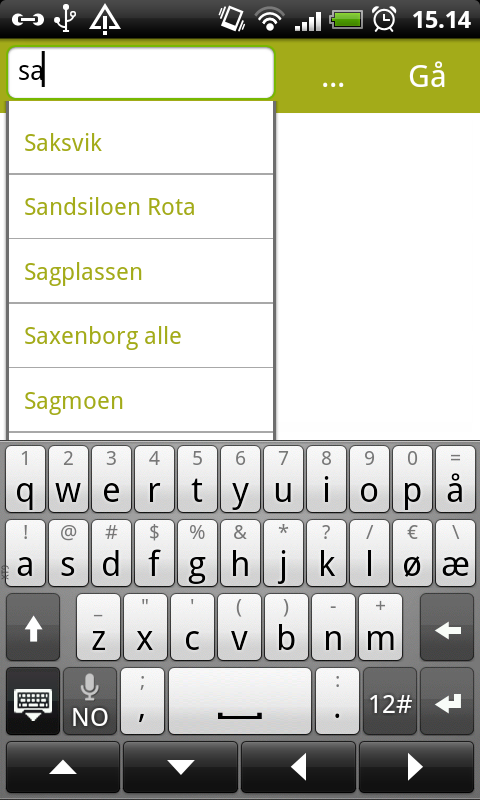 15.14
sa
... Gå
Saksvik
Sandsiloen Rota
Sagplassen
Saxenborg alle
Sagmoen
1 2 3 4 5 6 7 8 9 0 =
q w e r t y u i o p å
! @ # $ % & * ? / € \
a s d f g h j k l ø æ
_ " ' ( ) - +
z x c v b n m
; :
NO , . 12#